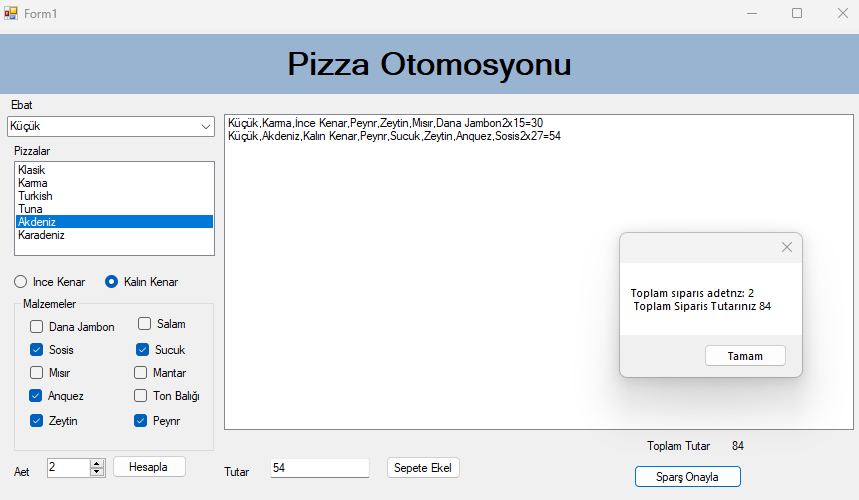 Form1
Pizza Otomosyonu
Ebat
Küçük
Pizzalar
Klasik
Karma
Turkish
Tuna
Akdeniz
Karadeniz
Ince Kenar
Kalın Kenar
Malzemeler
Dana Jambon
Salam
Sosis
Sucuk
Mısır
Mantar
Anquez
Ton Balığı
Zeytin
Peynr
Aet
2
Hesapla
Küçük,Karma,İnce Kenar,Peynr,Zeytin,Mısır,Dana Jambon2x15=30
Küçük,Akdeniz,Kalın Kenar,Peynr,Sucuk,Zeytin,Anquez,Sosis2x27=54
Toplam sıparıs adetnz: 2
Toplam Siparis Tutarınız 84
Tamam
Tutar
54
Sepete Ekel
Toplam Tutar 84
Sparş Onayla